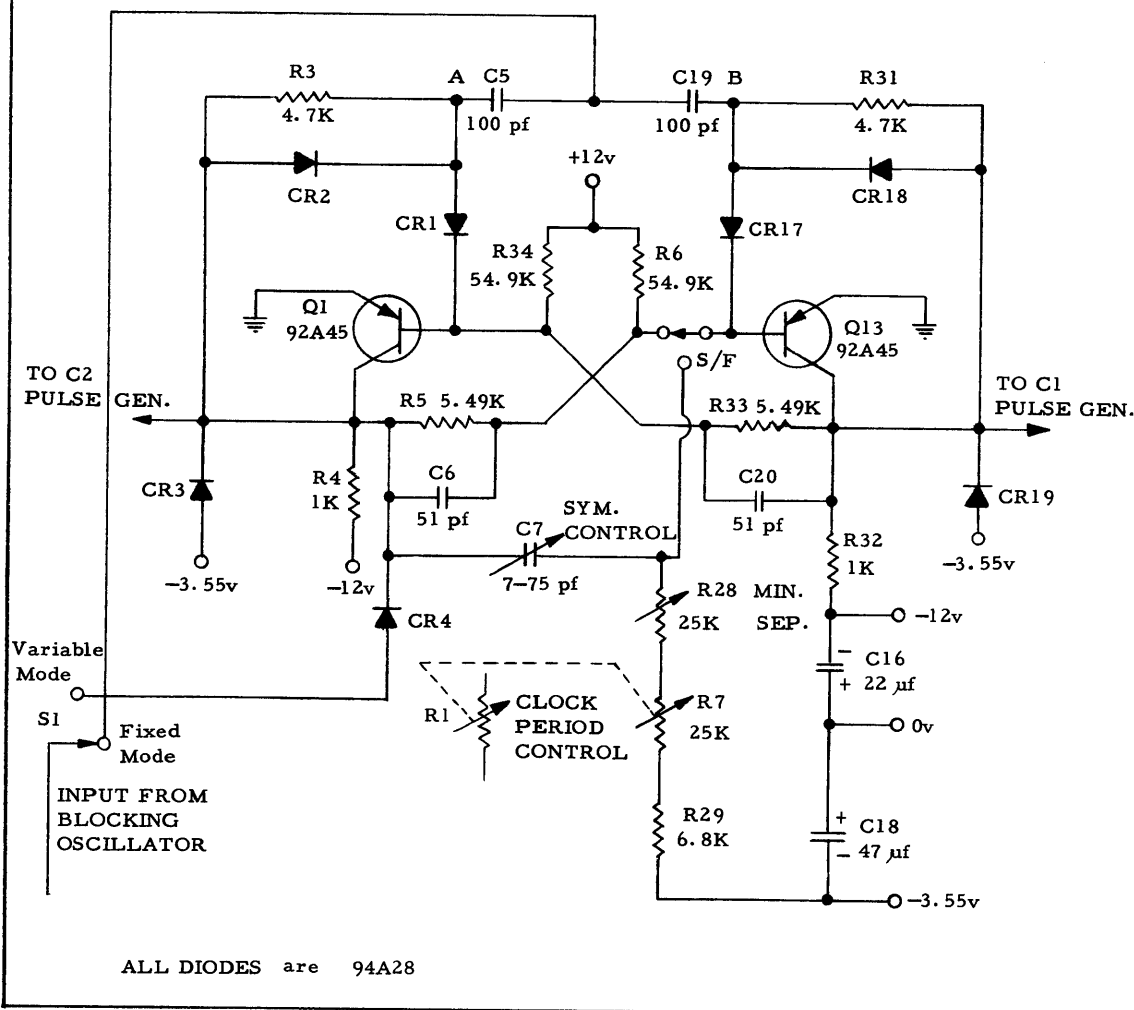 R3
4.7K
A C5
100 pf
C19 B
100 pf
R31
4.7K
+12v
CR2
CR18
CR1
CR17
R34
54.9K
R6
54.9K
Q1
92A45
Q13
92A45
S/F
TO C2
PULSE GEN.
TO C1
PULSE GEN.
R5 5.49K
R33 5.49K
CR3
R4
1K
C6
51 pf
C20
51 pf
CR19
SYM.
CONTROL
C7
7-75 pf
R32
1K
-3.55v
-12v
-3.55v
CR4
R28 MIN.
25K SEP.
-12v
- C16
+ 22 µf
Variable
Mode
R1
CLOCK
PERIOD
CONTROL
R7
25K
0v
S1
Fixed
Mode
INPUT FROM
BLOCKING
OSCILLATOR
R29
6.8K
+ C18
- 47 µf
-3.55v
ALL DIODES are 94A28